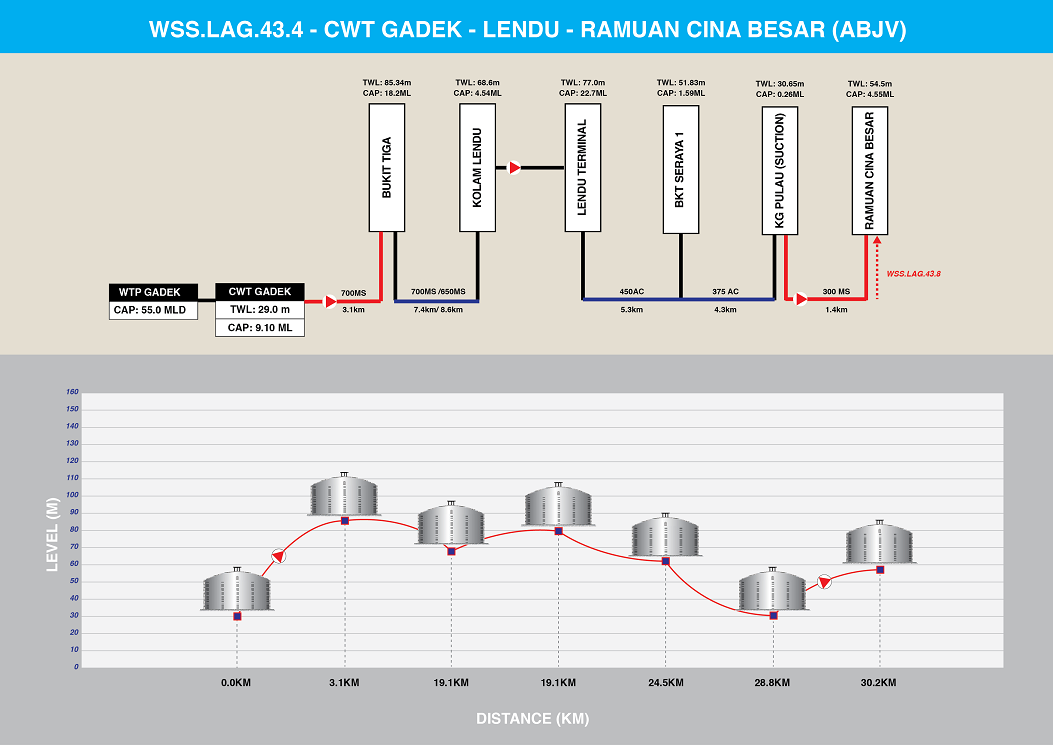 WSS.LAG.43.4 - CWT GADEK - LENDU - RAMUAN CINA BESAR (ABJV)
TWL: 85.34m
CAP: 18.2ML
TWL: 68.6m
CAP: 4.54ML
TWL: 77.0m
CAP: 22.7ML
TWL: 51.83m
CAP: 1.59ML
TWL: 30.65m
CAP: 0.26ML
TWL: 54.5m
CAP: 4.55ML
BUKIT TIGA
KOLAM LENDU
LENDU TERMINAL
BKT SERAYA 1
KG PULAU (SUCTION)
RAMUAN CINA BESAR
WSS.LAG.43.8
WTP GADEK
CAP: 55.0 MLD
CWT GADEK
TWL: 29.0 m
CAP: 9.10 ML
700MS
3.1km
700MS /650MS
7.4km/ 8.6km
450AC
5.3km
375 AC
4.3km
300 MS
1.4km
LEVEL (M)
160
150
140
130
120
110
100
90
80
70
60
50
40
30
20
10
0
0.0KM
3.1KM
19.1KM
19.1KM
24.5KM
28.8KM
30.2KM
DISTANCE (KM)